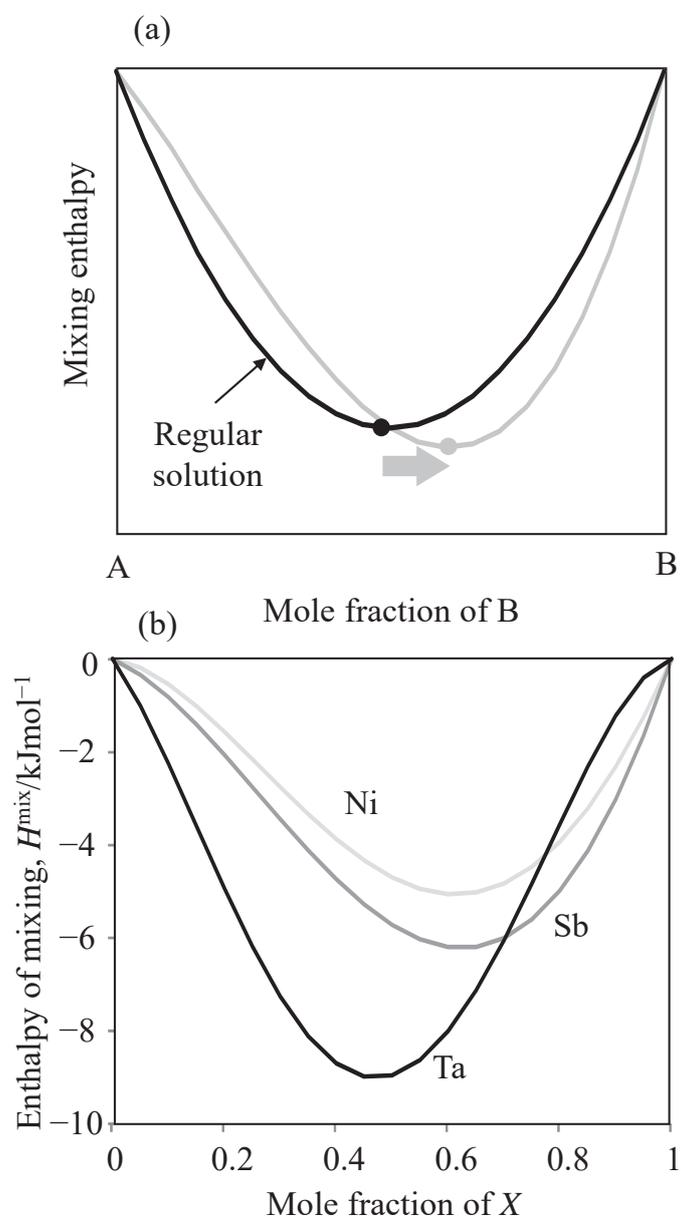 (a)
Mixing enthalpy
Regular
solution
A
B
Mole fraction of B
(b)
Enthalpy of mixing, H^mix/kJmol^−1
0
−2
−4
−6
−8
−10
Ni
Sb
Ta
0 0.2 0.4 0.6 0.8 1
Mole fraction of X